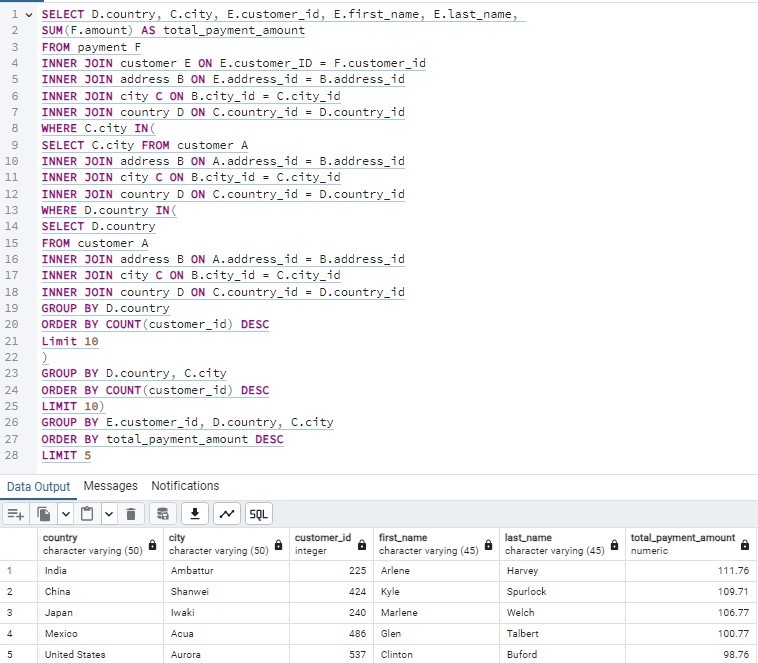 1 SELECT D.country, C.city, E.customer_id, E.first_name, E.last_name,
2 SUM(F.amount) AS total_payment_amount
3 FROM payment F
4 INNER JOIN customer E ON E.customer_ID = F.customer_id
5 INNER JOIN address B ON E.address_id = B.address_id
6 INNER JOIN city C ON B.city_id = C.city_id
7 INNER JOIN country D ON C.country_id = D.country_id
8 WHERE C.city IN(
9 SELECT C.city FROM customer A
10 INNER JOIN address B ON A.address_id = B.address_id
11 INNER JOIN city C ON B.city_id = C.city_id
12 INNER JOIN country D ON C.country_id = D.country_id
13 WHERE D.country IN(
14 SELECT D.country
15 FROM customer A
16 INNER JOIN address B ON A.address_id = B.address_id
17 INNER JOIN city C ON B.city_id = C.city_id
18 INNER JOIN country D ON C.country_id = D.country_id
19 GROUP BY D.country
20 ORDER BY COUNT(customer_id) DESC
21 Limit 10
22 )
23 GROUP BY D.country, C.city
24 ORDER BY COUNT(customer_id) DESC
25 LIMIT 10)
26 GROUP BY E.customer_id, D.country, C.city
27 ORDER BY total_payment_amount DESC
28 LIMIT 5
Data Output Messages Notifications
SQL
country city customer_id first_name last_name total_payment_amount
character varying (50) character varying (50) integer character varying (45) character varying (45) numeric
1 India Ambattur 225 Arlene Harvey 111.76
2 China Shanwei 424 Kyle Spurlock 109.71
3 Japan Iwaki 240 Marlene Welch 106.77
4 Mexico Acua 486 Glen Talbert 100.77
5 United States Aurora 537 Clinton Buford 98.76